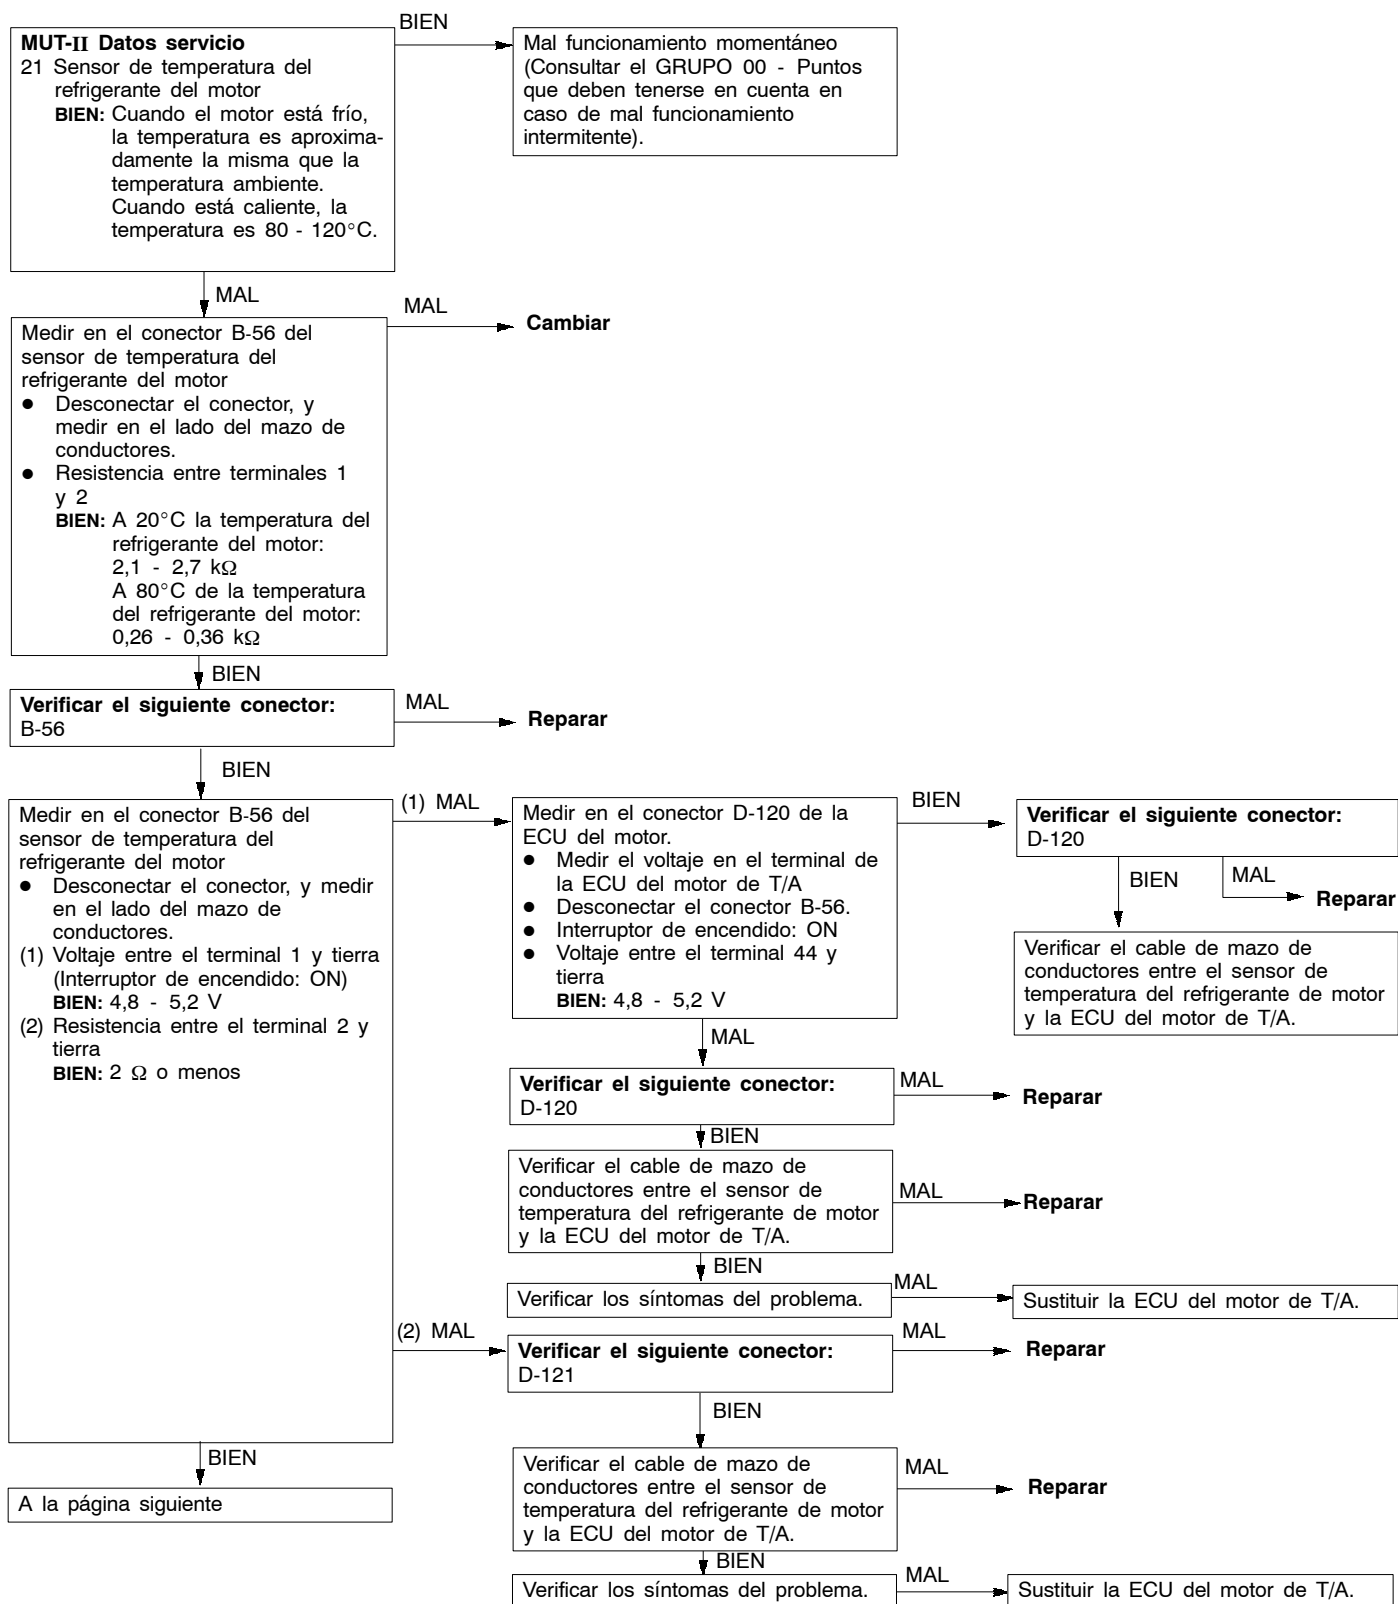 BIEN
MUT-II Datos servicio
21 Sensor de temperatura del
refrigerante del motor
BIEN: Cuando el motor está frío,
la temperatura es aproxima-
damente la misma que la
temperatura ambiente.
Cuando está caliente, la
temperatura es 80 - 120°C.
Mal funcionamiento momentáneo
(Consultar el GRUPO 00 - Puntos
que deben tenerse en cuenta en
caso de mal funcionamiento
intermitente).
MAL
MAL
Cambiar
Medir en el conector B-56 del
sensor de temperatura del
refrigerante del motor
● Desconectar el conector, y
medir en el lado del mazo de
conductores.
● Resistencia entre terminales 1
y 2
BIEN: A 20°C la temperatura del
refrigerante del motor:
2,1 - 2,7 kΩ
A 80°C de la temperatura
del refrigerante del motor:
0,26 - 0,36 kΩ
BIEN
Verificar el siguiente conector:
B-56
MAL
Reparar
BIEN
Medir en el conector B-56 del
sensor de temperatura del
refrigerante del motor
● Desconectar el conector, y medir
en el lado del mazo de
conductores.
(1) Voltaje entre el terminal 1 y tierra
(Interruptor de encendido: ON)
BIEN: 4,8 - 5,2 V
(2) Resistencia entre el terminal 2 y
tierra
BIEN: 2 Ω o menos
(1) MAL
Medir en el conector D-120 de la
ECU del motor.
● Medir el voltaje en el terminal de
la ECU del motor de T/A
● Desconectar el conector B-56.
● Interruptor de encendido: ON
● Voltaje entre el terminal 44 y
tierra
BIEN: 4,8 - 5,2 V
BIEN
Verificar el siguiente conector:
D-120
BIEN
MAL
Reparar
Verificar el cable de mazo de
conductores entre el sensor de
temperatura del refrigerante de motor
y la ECU del motor de T/A.
MAL
Verificar el siguiente conector:
D-120
MAL
Reparar
BIEN
Verificar el cable de mazo de
conductores entre el sensor de
temperatura del refrigerante de motor
y la ECU del motor de T/A.
MAL
Reparar
BIEN
Verificar los síntomas del problema.
MAL
Sustituir la ECU del motor de T/A.
(2) MAL
Verificar el siguiente conector:
D-121
MAL
Reparar
BIEN
Verificar el cable de mazo de
conductores entre el sensor de
temperatura del refrigerante de motor
y la ECU del motor de T/A.
MAL
Reparar
BIEN
Verificar los síntomas del problema.
MAL
Sustituir la ECU del motor de T/A.
BIEN
A la página siguiente